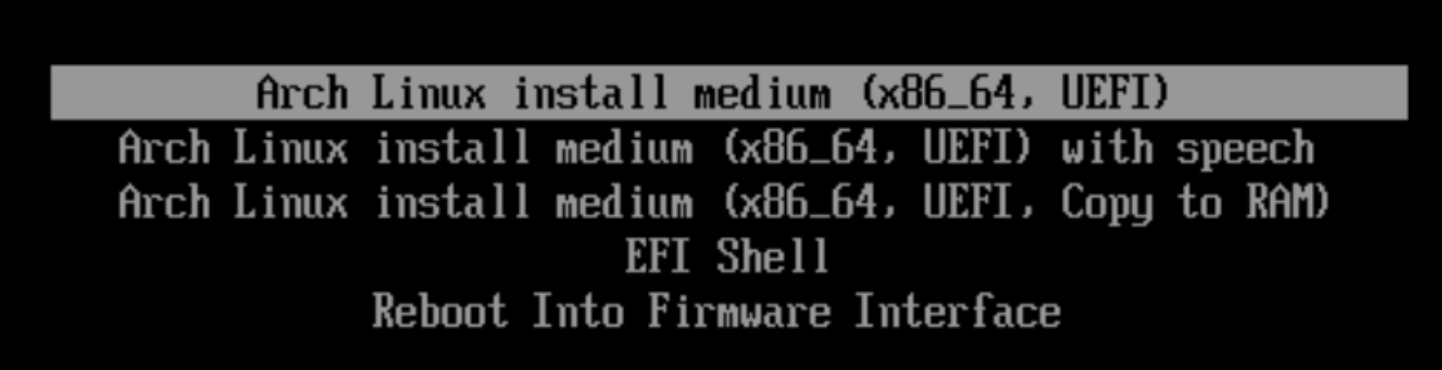 Arch Linux install medium (x86_64, UEFI)
Arch Linux install medium (x86_64, UEFI) with speech
Arch Linux install medium (x86_64, UEFI, Copy to RAM)
EFI Shell
Reboot Into Firmware Interface